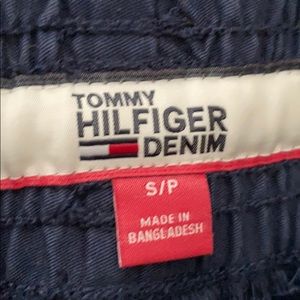 TOMMY
HILFIGER
DENIM
S/P
MADE IN
BANGLADESH